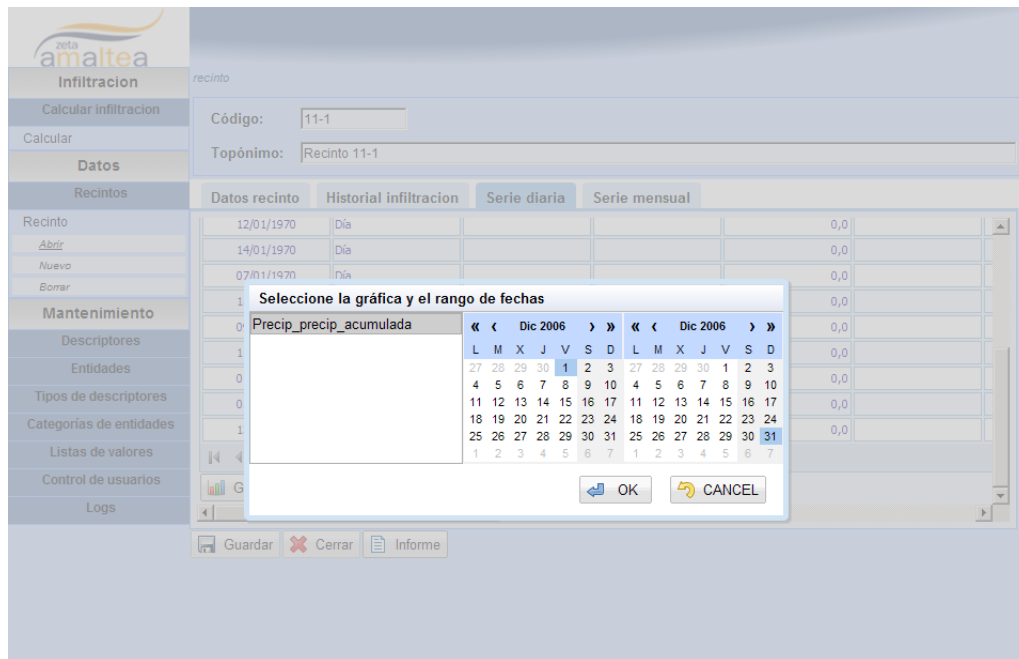 zeta
amaltea
Infiltracion
Calcular infiltracion
Calcular
Datos
Recintos
Recinto
Abrir
Nuevo
Borrar
Mantenimiento
Descriptores
Entidades
Tipos de descriptores
Categorías de entidades
Listas de valores
Control de usuarios
Logs
recinto
Código: 11-1
Topónimo: Recinto 11-1
Datos recinto Historial infiltracion Serie diaria Serie mensual
12/01/1970 Día 0,0
14/01/1970 Día 0,0
07/01/1970 Día 0,0
1 0,0
0 0,0
1 0,0
0 0,0
0 0,0
1 0,0
G
Seleccione la gráfica y el rango de fechas
Precip_precip_acumulada
« ‹ Dic 2006 › » « ‹ Dic 2006 › »
L M X J V S D L M X J V S D
27 28 29 30 1 2 3 27 28 29 30 1 2 3
4 5 6 7 8 9 10 4 5 6 7 8 9 10
11 12 13 14 15 16 17 11 12 13 14 15 16 17
18 19 20 21 22 23 24 18 19 20 21 22 23 24
25 26 27 28 29 30 31 25 26 27 28 29 30 31
1 2 3 4 5 6 7 1 2 3 4 5 6 7
OK CANCEL
Guardar Cerrar Informe